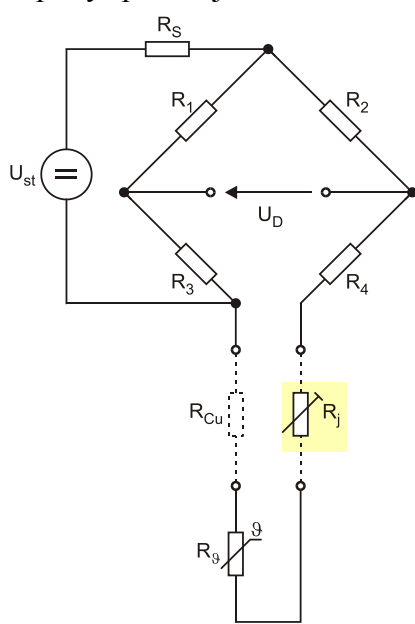 R_S
R_1
R_2
U_st
=
U_D
R_3
R_4
R_Cu
R_j
R_ϑ
ϑ